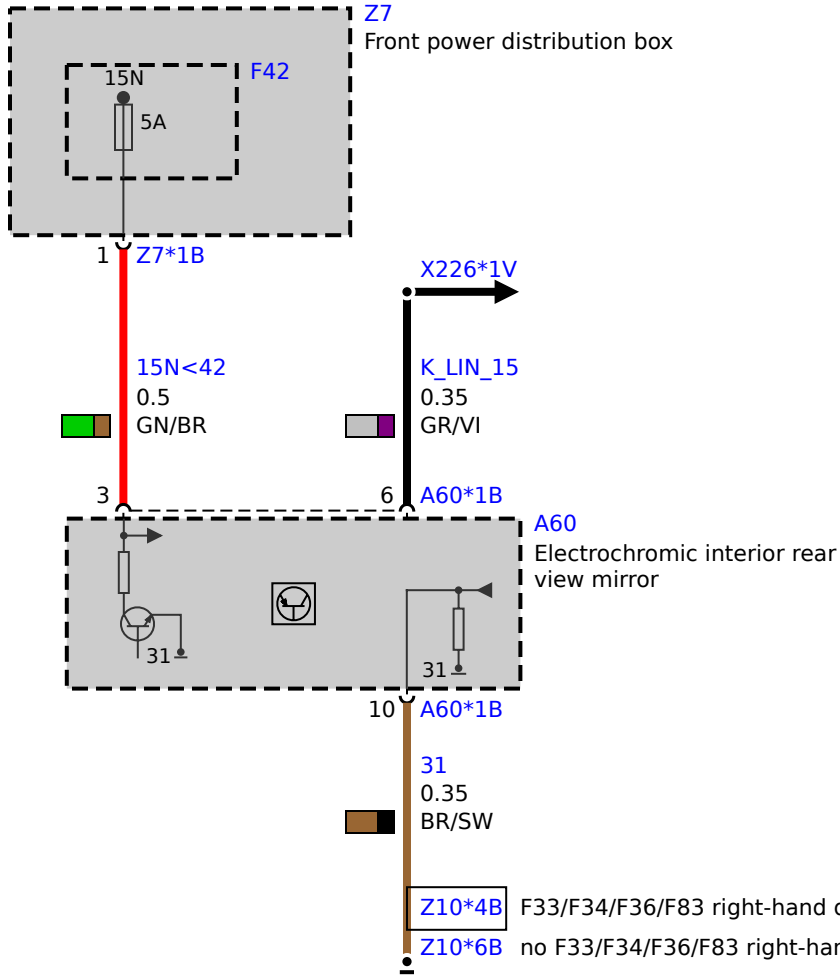 Z7
Front power distribution box
F42
15N
5A
1 Z7*1B
X226*1V
15N<42
0.5
GN/BR
K_LIN_15
0.35
GR/VI
3
6 A60*1B
A60
Electrochromic interior rear
view mirror
31
31
10 A60*1B
31
0.35
BR/SW
Z10*4B F33/F34/F36/F83 right-hand
Z10*6B no F33/F34/F36/F83